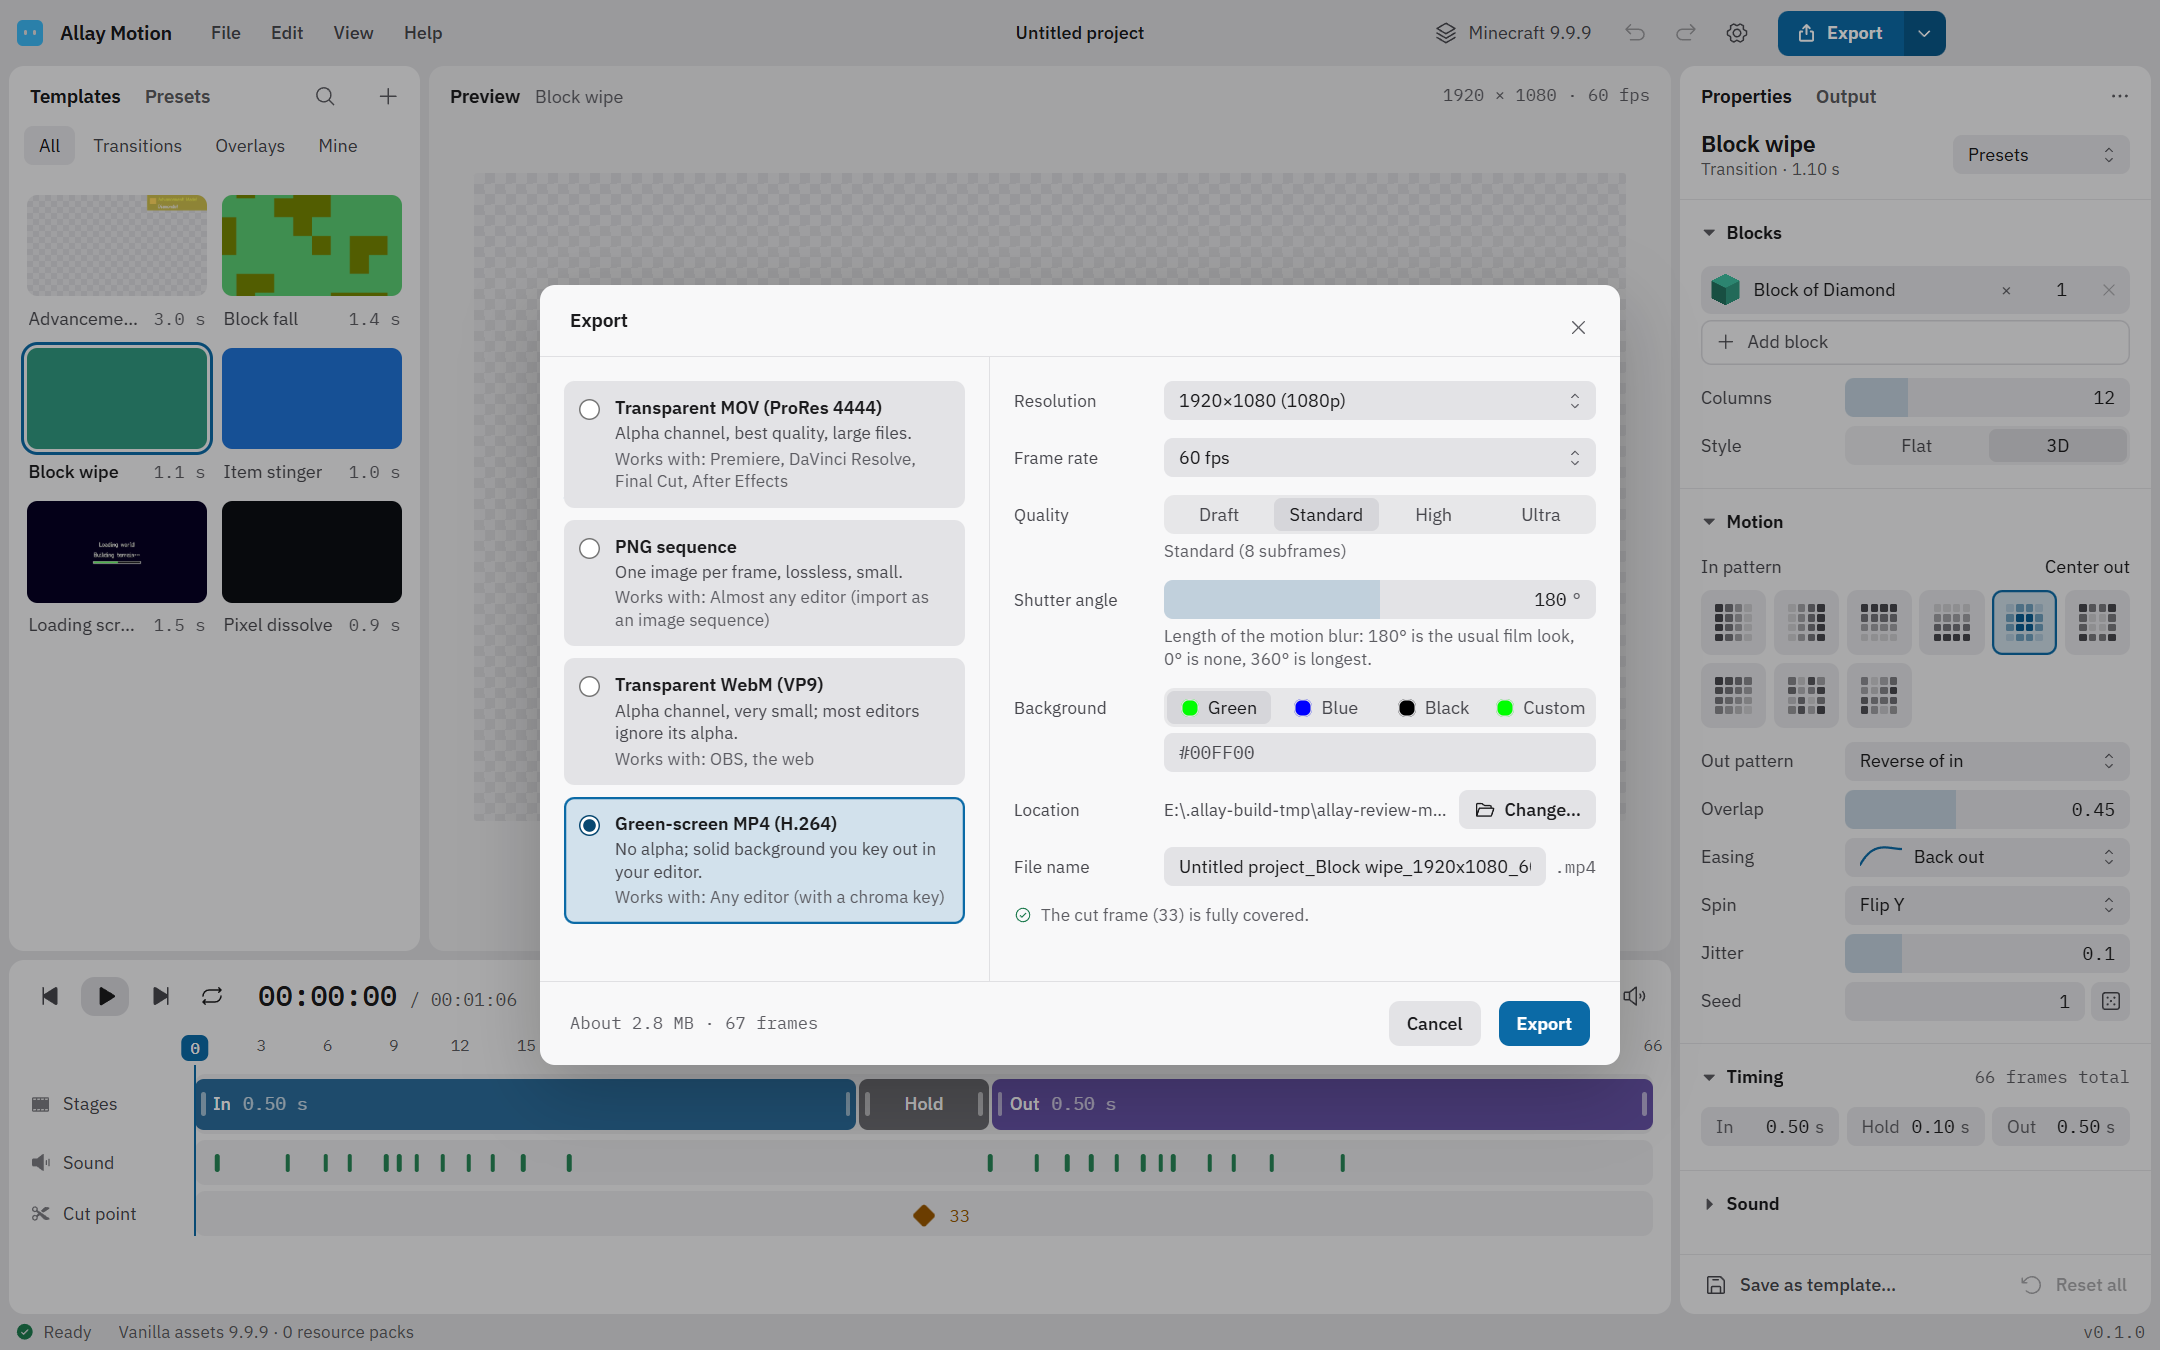 Allay Motion
File
Edit
View
Help
Untitled project
Minecraft 9.9.9
Export
Templates
Presets
All
Transitions
Overlays
Mine
Advanceme...
3.0 s
Block fall
1.4 s
Block wipe
1.1 s
Item stinger
1.0 s
Loading world
Building terrain...
Loading scr...
1.5 s
Pixel dissolve
0.9 s
Preview
Block wipe
1920 × 1080 · 60 fps
Export
Transparent MOV (ProRes 4444)
Alpha channel, best quality, large files.
Works with: Premiere, DaVinci Resolve,
Final Cut, After Effects
PNG sequence
One image per frame, lossless, small.
Works with: Almost any editor (import as
an image sequence)
Transparent WebM (VP9)
Alpha channel, very small; most editors
ignore its alpha.
Works with: OBS, the web
Green-screen MP4 (H.264)
No alpha; solid background you key out in
your editor.
Works with: Any editor (with a chroma key)
Resolution
1920×1080 (1080p)
Frame rate
60 fps
Quality
Draft
Standard
High
Ultra
Standard (8 subframes)
Shutter angle
180 °
Length of the motion blur: 180° is the usual film look,
0° is none, 360° is longest.
Background
Green
Blue
Black
Custom
#00FF00
Location
E:\.allay-build-tmp\allay-review-m...
Change...
File name
Untitled project_Block wipe_1920x1080_6
.mp4
The cut frame (33) is fully covered.
About 2.8 MB · 67 frames
Cancel
Export
Properties
Output
Block wipe
Transition · 1.10 s
Presets
Blocks
Block of Diamond
× 1
Add block
Columns
12
Style
Flat
3D
Motion
In pattern
Center out
Out pattern
Reverse of in
Overlap
0.45
Easing
Back out
Spin
Flip Y
Jitter
0.1
Seed
1
Timing
66 frames total
In 0.50 s
Hold 0.10 s
Out 0.50 s
Sound
Save as template...
Reset all
00:00:00 / 00:01:06
0
3
6
9
12
15
66
Stages
In 0.50 s
Hold
Out 0.50 s
Sound
Cut point
33
Ready
Vanilla assets 9.9.9 · 0 resource packs
v0.1.0